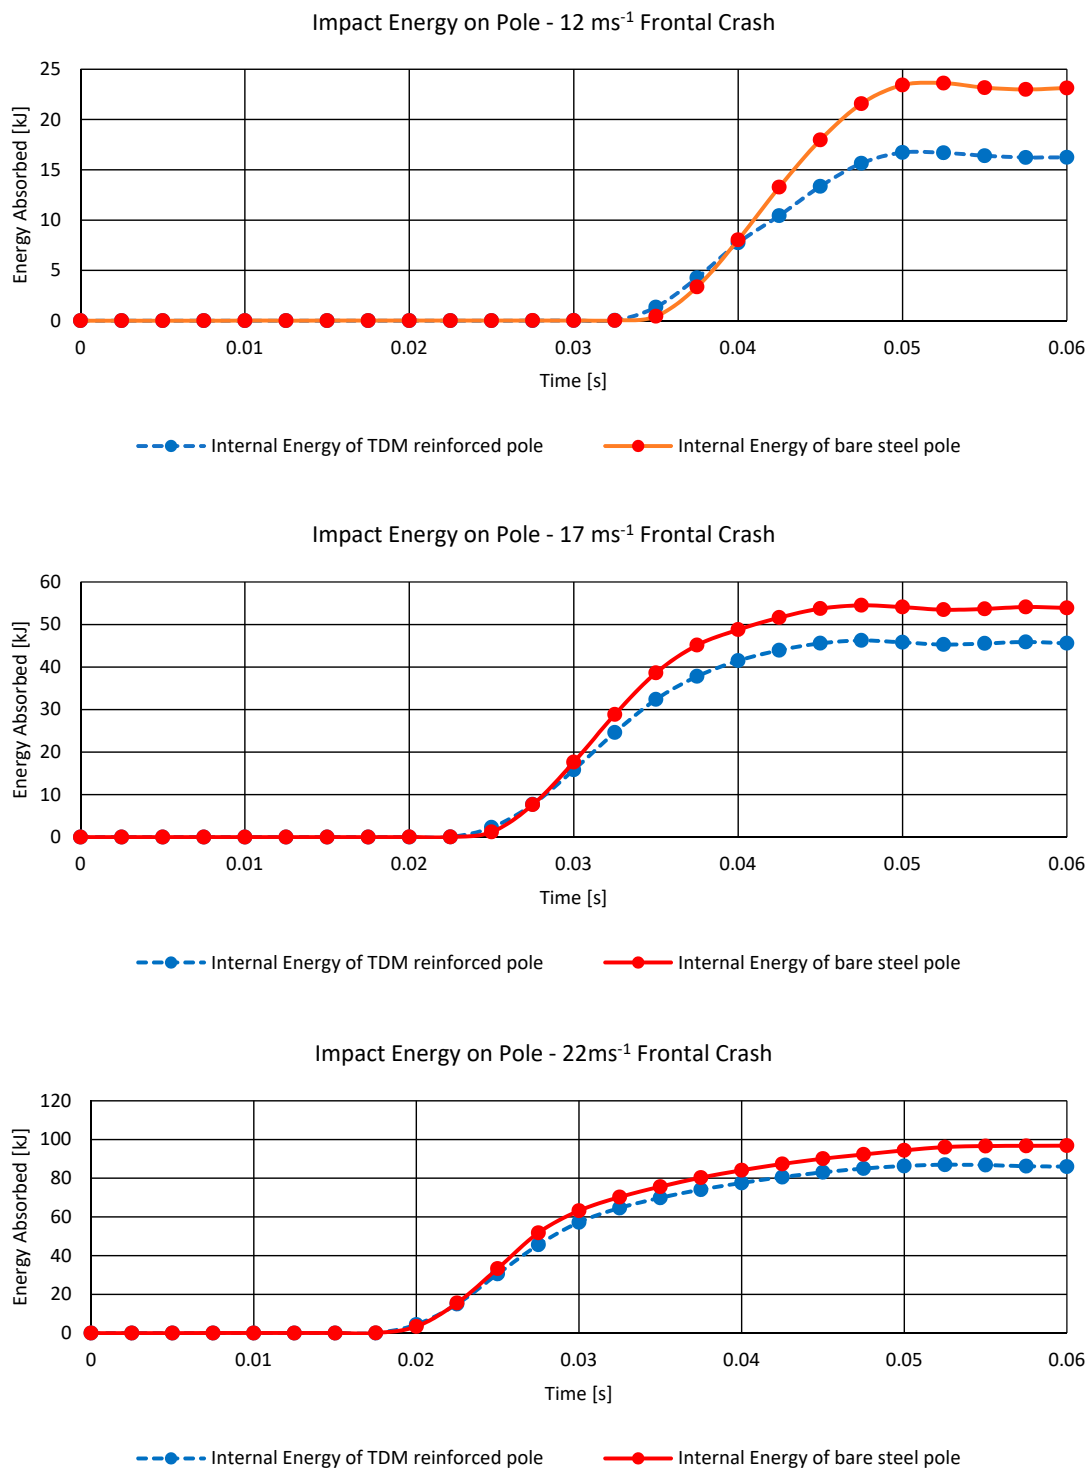 Impact Energy on Pole - 12 ms-1 Frontal Crash
25
20
15
10
5
0
Energy Absorbed [kJ]
0 0.01 0.02 0.03 0.04 0.05 0.06
Time [s]
Internal Energy of TDM reinforced pole Internal Energy of bare steel pole
Impact Energy on Pole - 17 ms-1 Frontal Crash
60
50
40
30
20
10
0
Energy Absorbed [kJ]
0 0.01 0.02 0.03 0.04 0.05 0.06
Time [s]
Internal Energy of TDM reinforced pole Internal Energy of bare steel pole
Impact Energy on Pole - 22ms-1 Frontal Crash
120
100
80
60
40
20
0
Energy Absorbed [kJ]
0 0.01 0.02 0.03 0.04 0.05 0.06
Time [s]
Internal Energy of TDM reinforced pole Internal Energy of bare steel pole